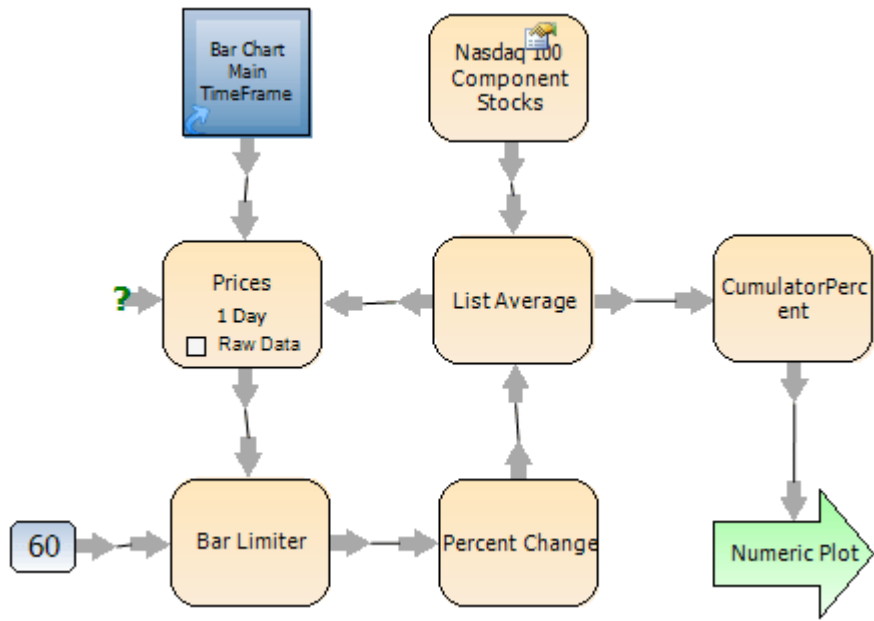 Bar Chart
Main
TimeFrame
Nasdaq 100
Component
Stocks
?
Prices
1 Day
Raw Data
List Average
CumulatorPerc
ent
60
Bar Limiter
Percent Change
Numeric Plot